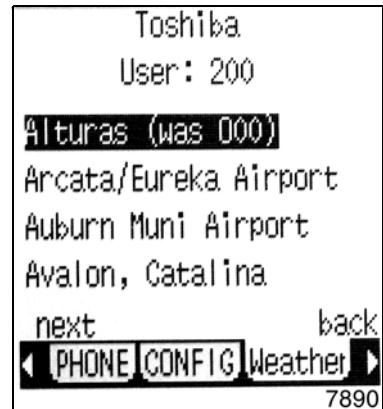 Toshiba
User: 200
Alturas (was 000)
Arcata/Eureka Airport
Auburn Muni Airport
Avalon, Catalina
next back
PHONE CONFIG Weather
7890